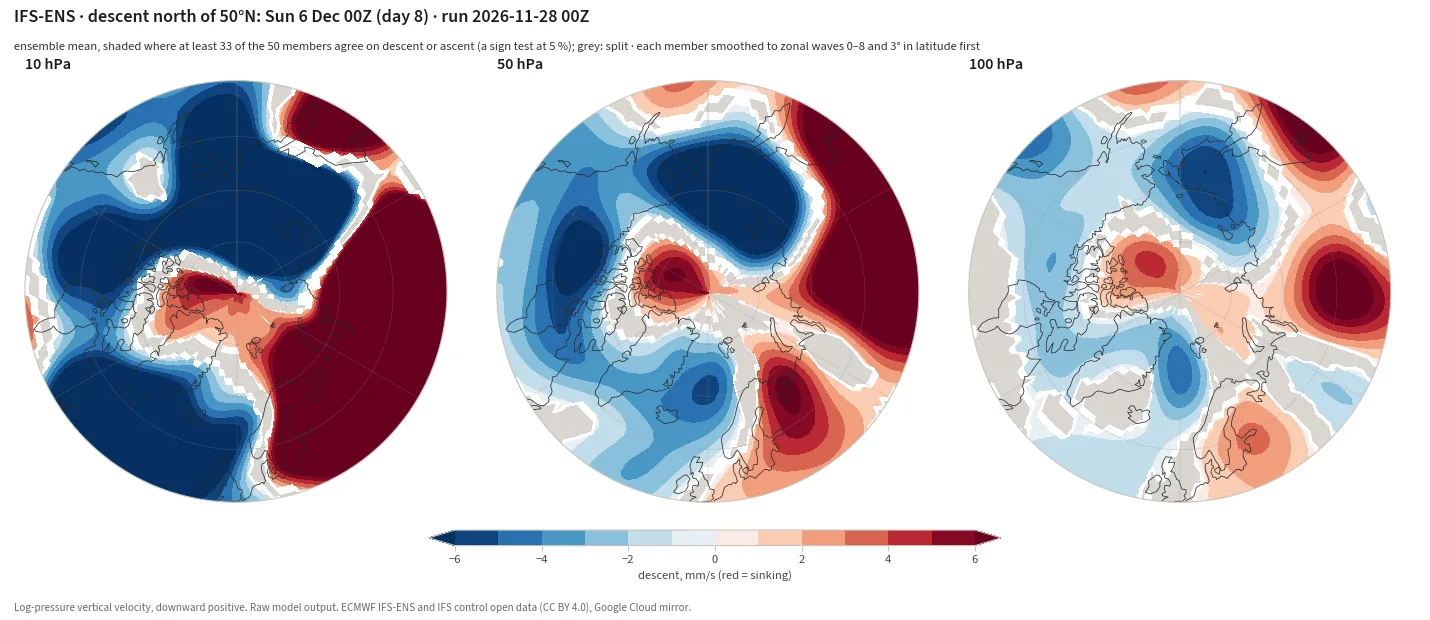 IFS-ENS · descent north of 50°N: Sun 6 Dec 00Z (day 8) · run 2026-11-28 00Z
ensemble mean, shaded where at least 33 of the 50 members agree on descent or ascent (a sign test at 5 %); grey: split · each member smoothed to zonal waves 0–8 and 3° in latitude first
10 hPa
50 hPa
100 hPa
−6 −4 −2 0 2 4 6
descent, mm/s (red = sinking)
Log-pressure vertical velocity, downward positive. Raw model output. ECMWF IFS-ENS and IFS control open data (CC BY 4.0), Google Cloud mirror.